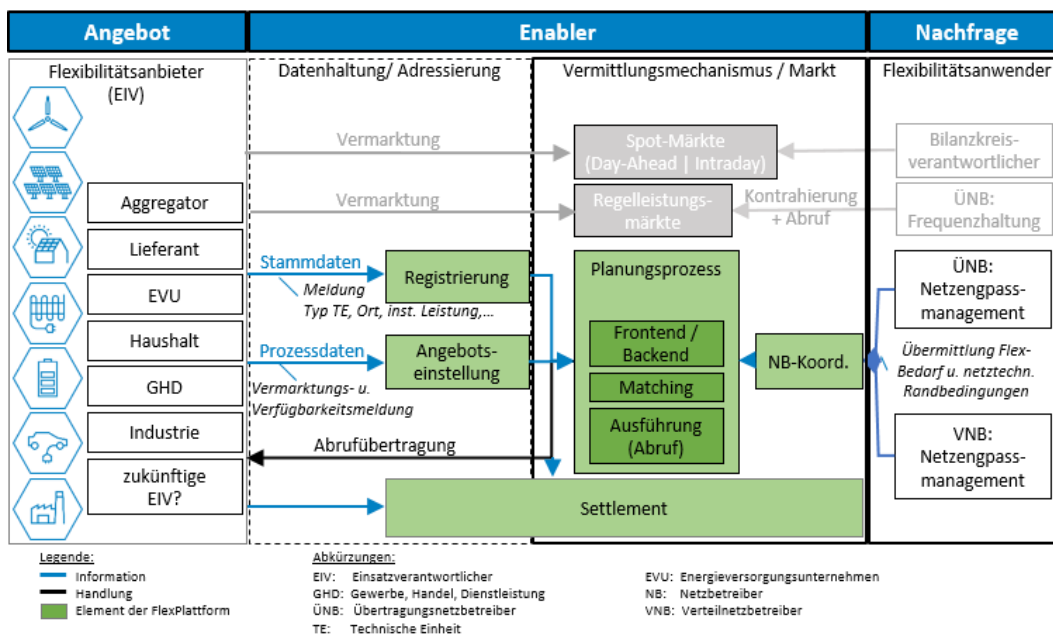 Angebot
Enabler
Nachfrage
Flexibilitätsanbieter
(EIV)
Datenhaltung/ Adressierung
Vermittlungsmechanismus / Markt
Flexibilitätsanwender
Vermarktung
Spot-Märkte
(Day-Ahead | Intraday)
Bilanzkreis-
verantwortlicher
Vermarktung
Regelleistungs-
märkte
Kontrahierung
+ Abruf
ÜNB:
Frequenzhaltung
Aggregator
Lieferant
EVU
Haushalt
GHD
Industrie
zukünftige
EIV?
Stammdaten
Meldung
Typ TE, Ort, inst. Leistung,...
Registrierung
Prozessdaten
Vermarktungs- u.
Verfügbarkeitsmeldung
Angebots-
einstellung
Abrufübertragung
Planungsprozess
Frontend /
Backend
Matching
Ausführung
(Abruf)
NB-Koord.
ÜNB:
Netzengpass-
management
Übermittlung Flex-
Bedarf u. netztechn.
Randbedingungen
VNB:
Netzengpass-
management
Settlement
Legende:
Information
Handlung
Element der FlexPlattform
Abkürzungen:
EIV: Einsatzverantwortlicher
GHD: Gewerbe, Handel, Dienstleistung
ÜNB: Übertragungsnetzbetreiber
TE: Technische Einheit
EVU: Energieversorgungsunternehmen
NB: Netzbetreiber
VNB: Verteilnetzbetreiber